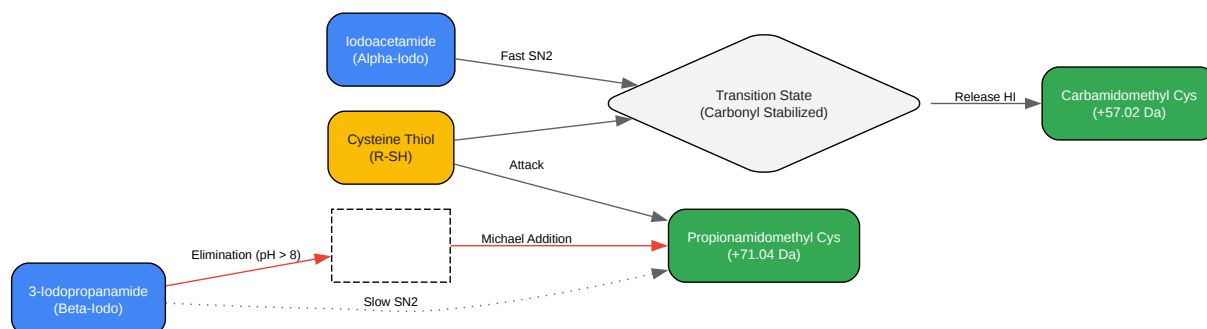 Iodoacetamide
(Alpha-Iodo)
Fast SN2
Transition State
(Carbonyl Stabilized)
Release HI
Carbamidomethyl Cys
(+57.02 Da)
Cysteine Thiol
(R-SH)
Attack
Propionamidomethyl Cys
(+71.04 Da)
Michael Addition
Elimination (pH > 8)
3-Iodopropanamide
(Beta-Iodo)
Slow SN2